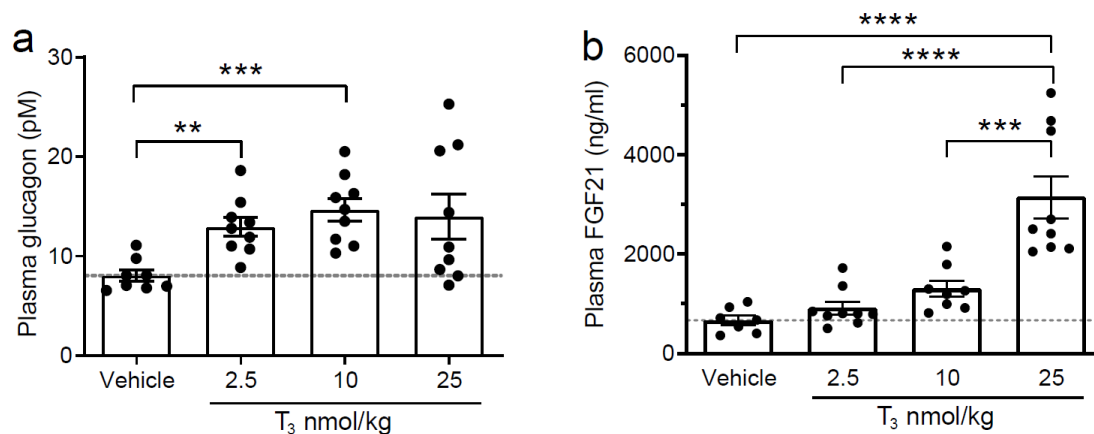 a
Plasma glucagon (pM)
30
20
10
0
***
**
Vehicle
2.5
10
25
T₃ nmol/kg
b
Plasma FGF21 (ng/ml)
6000
4000
2000
0
****
****
***
Vehicle
2.5
10
25
T₃ nmol/kg